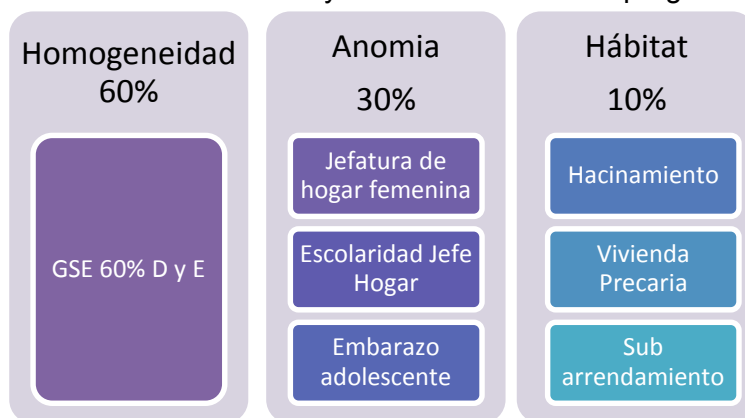 Homogeneidad
60%
GSE 60% D y E
Anomia
30%
Jefatura de
hogar femenina
Escolaridad Jefe
Hogar
Embarazo
adolescente
Hábitat
10%
Hacinamiento
Vivienda
Precaria
Sub
arrendamiento